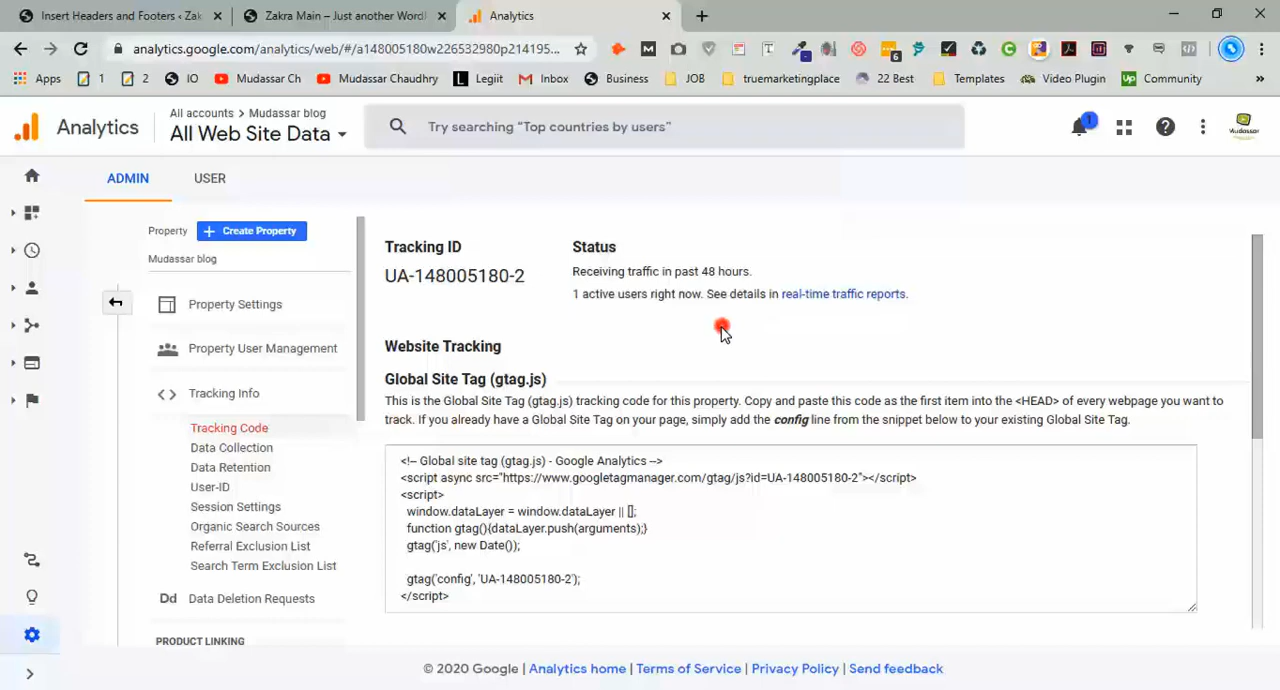 Insert Headers and Footers ‹ Zak
Zakra Main – Just another Word
Analytics
analytics.google.com/analytics/web/#/a148005180w226532980p214195...
6
Apps
1
2
IO
Mudassar Ch
Mudassar Chaudhry
Legiit
Inbox
Business
JOB
truemarketingplace
22 Best
Templates
Video Plugin
Community
»
Analytics
All accounts > Mudassar blog
All Web Site Data
Try searching “Top countries by users”
1
Mudassar
ADMIN
USER
Property
+ Create Property
Mudassar blog
Property Settings
Property User Management
Tracking Info
Tracking Code
Data Collection
Data Retention
User-ID
Session Settings
Organic Search Sources
Referral Exclusion List
Search Term Exclusion List
Dd Data Deletion Requests
PRODUCT LINKING
Tracking ID
UA-148005180-2
Status
Receiving traffic in past 48 hours.
1 active users right now. See details in real-time traffic reports.
Website Tracking
Global Site Tag (gtag.js)
This is the Global Site Tag (gtag.js) tracking code for this property. Copy and paste this code as the first item into the <HEAD> of every webpage you want to
track. If you already have a Global Site Tag on your page, simply add the config line from the snippet below to your existing Global Site Tag.
<!-- Global site tag (gtag.js) - Google Analytics -->
<script async src="https://www.googletagmanager.com/gtag/js?id=UA-148005180-2"></script>
<script>
window.dataLayer = window.dataLayer || [];
function gtag(){dataLayer.push(arguments);}
gtag('js', new Date());
gtag('config', 'UA-148005180-2');
</script>
© 2020 Google | Analytics home | Terms of Service | Privacy Policy | Send feedback